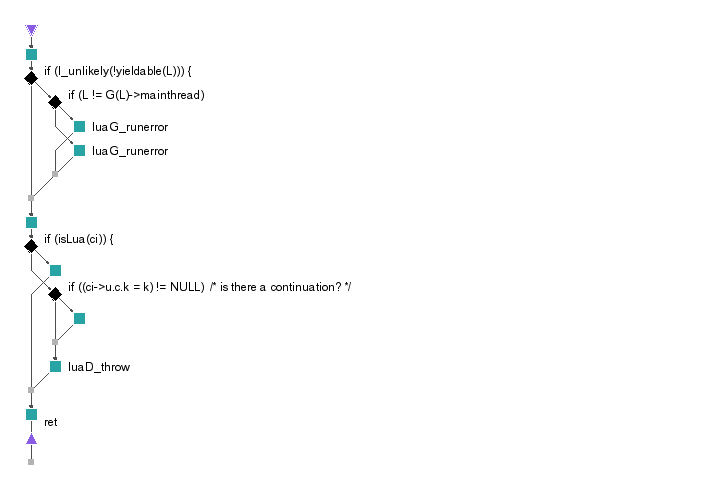 if (l_unlikely(!yieldable(L))) {
if (L != G(L)->mainthread)
luaG_runerror
luaG_runerror
if (isLua(ci)) {
if ((ci->u.c.k = k) != NULL)  /* is there a continuation? */
luaD_throw
ret